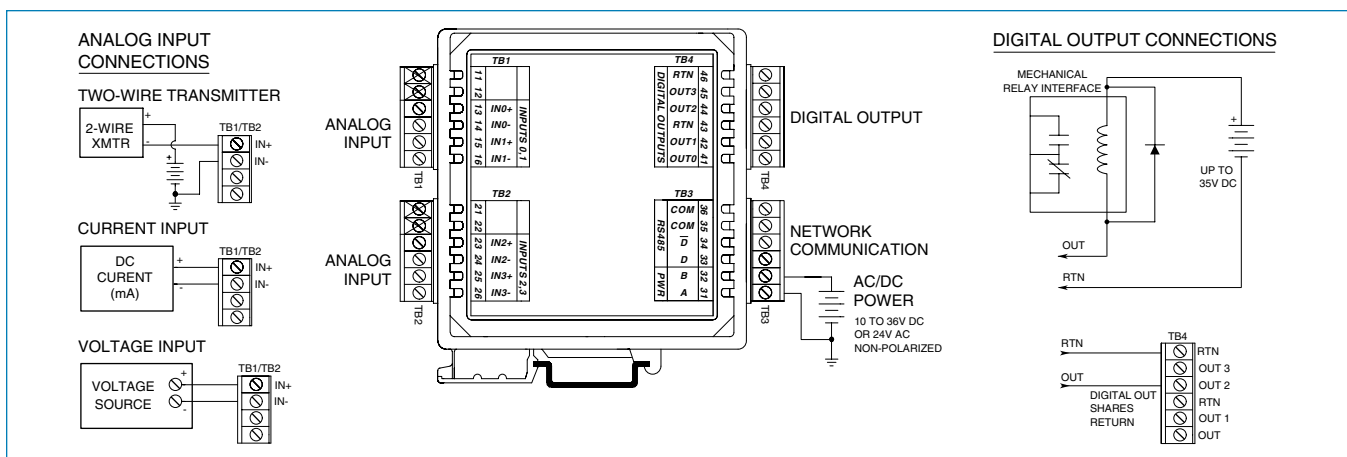 ANALOG INPUT
CONNECTIONS
TWO-WIRE TRANSMITTER
2-WIRE
XMTR
+
-
+
TB1/TB2
IN+
IN-
CURRENT INPUT
DC
CURENT
(mA)
+
-
TB1/TB2
IN+
IN-
VOLTAGE INPUT
VOLTAGE
SOURCE
+
-
TB1/TB2
IN+
IN-
ANALOG
INPUT
TB1
TB1
11
12
13 IN0+
14 IN0-
15 IN1+
16 IN1-
INPUTS 0,1
ANALOG
INPUT
TB2
TB2
21
22
23 IN2+
24 IN2-
25 IN3+
26 IN3-
INPUTS 2,3
TB4
DIGITAL OUTPUTS
RTN 46
OUT3 45
OUT2 44
RTN 43
OUT1 42
OUT0 41
TB4
DIGITAL OUTPUT
TB3
RS485
COM 36
COM 35
D 34
D 33
PWR
B 32
A 31
TB3
NETWORK
COMMUNICATION
AC/DC
POWER
+
10 TO 36V DC
OR 24V AC
NON-POLARIZED
DIGITAL OUTPUT CONNECTIONS
MECHANICAL
RELAY INTERFACE
+
UP TO
35V DC
OUT
RTN
RTN
OUT
DIGITAL OUT
SHARES
RETURN
TB4
RTN
OUT 3
OUT 2
RTN
OUT 1
OUT